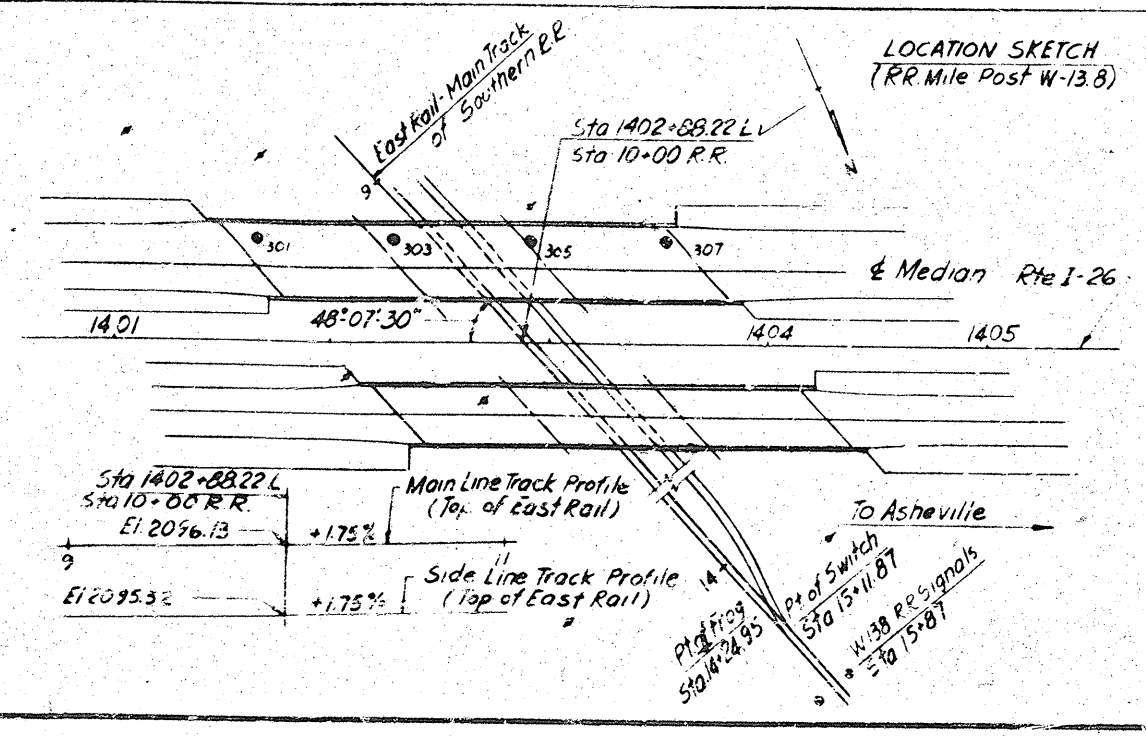 LOCATION SKETCH
(RR. Mile Post W-13.8)
East Rail - Main Track
of Southern R.R.
Sta 1402+88.22 L
Sta 10+00 R.R.
N
9
301
303
305
307
₵ Median Rte I-26
1401
48°-07'-30"
1404
1405
Sta 1402+88.22 L
Sta 10+00 R.R.
El 2096.13
+1.75%
Main Line Track Profile
(Top of East Rail)
9
11
El 2095.32
+1.75%
Side Line Track Profile
(Top of East Rail)
To Asheville
14
Pt. of Frog
Sta. 14+24.95
Pt. of Switch
Sta 15+11.87
W138 R.R Signals
Sta 15+87